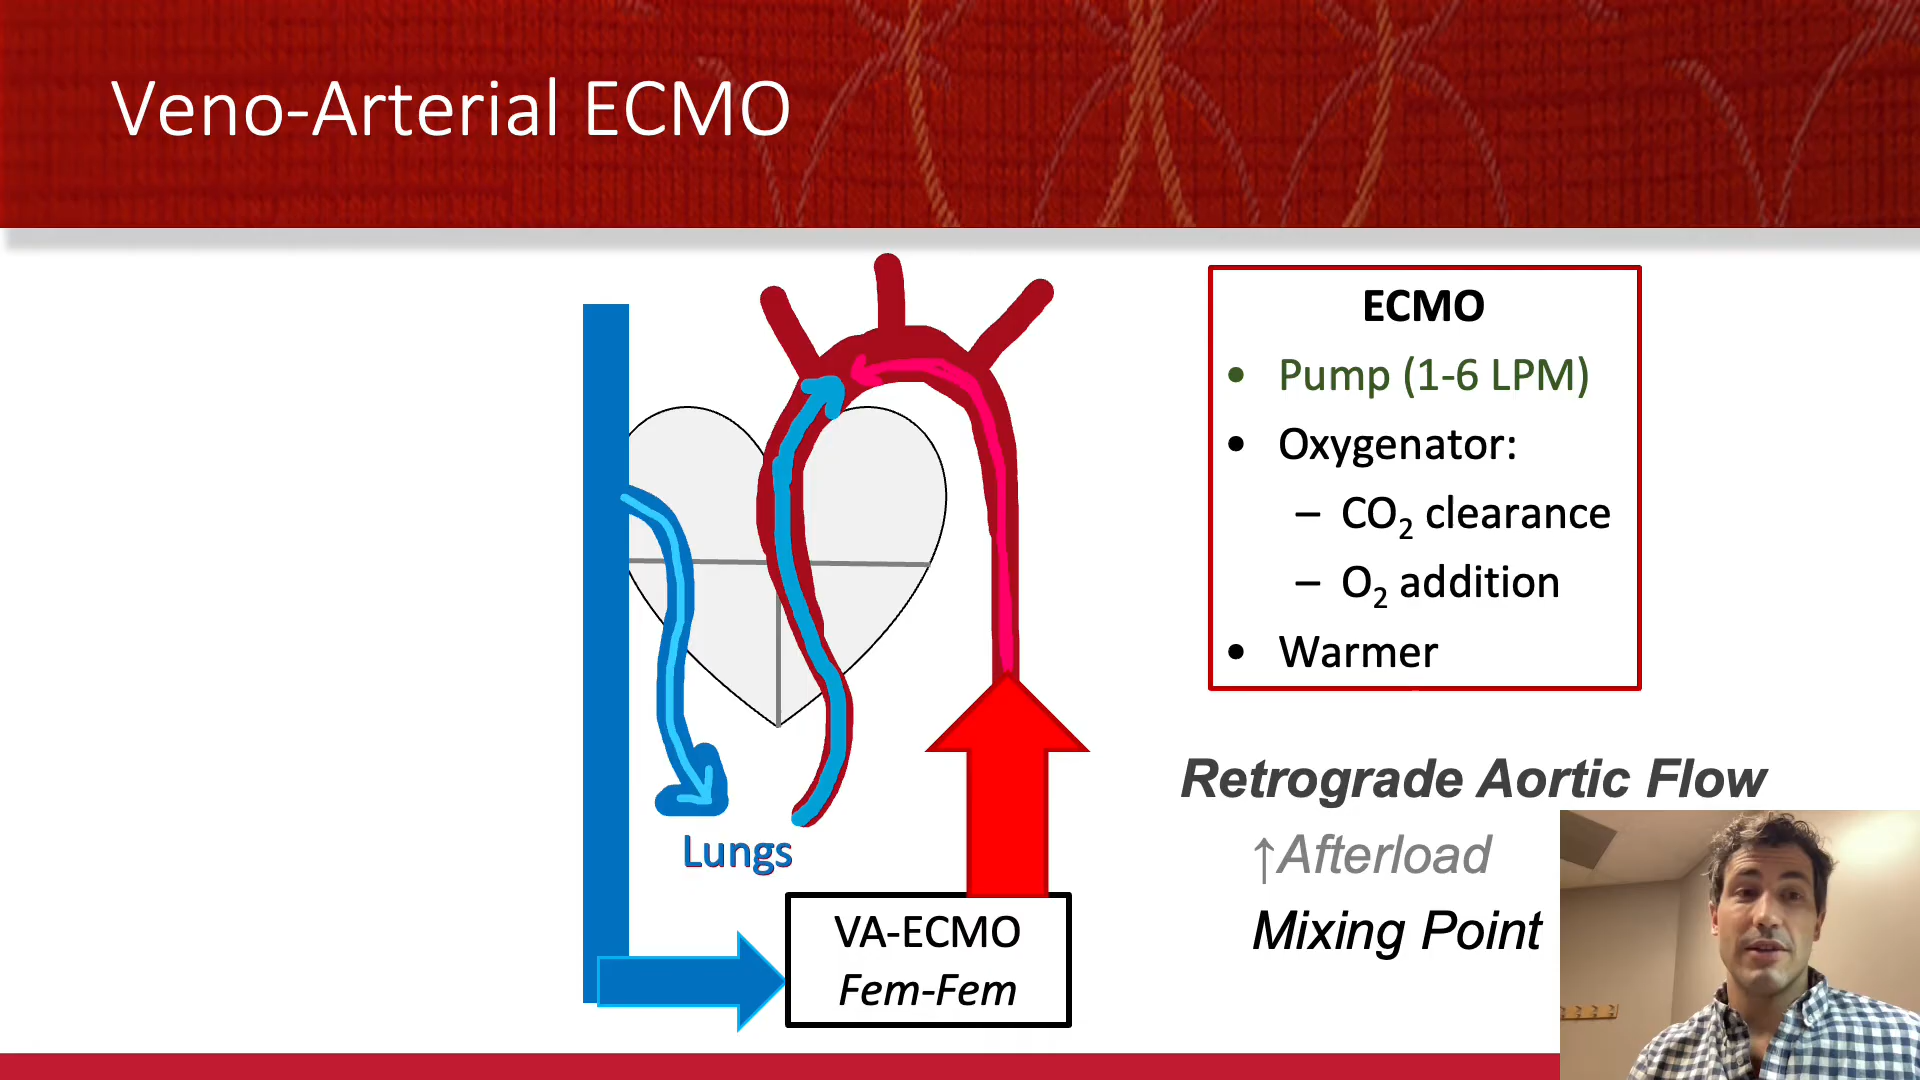 Veno-Arterial ECMO
ECMO
• Pump (1-6 LPM)
• Oxygenator:
– CO₂ clearance
– O₂ addition
• Warmer
Lungs
VA-ECMO
Fem-Fem
Retrograde Aortic Flow
↑Afterload
Mixing Point